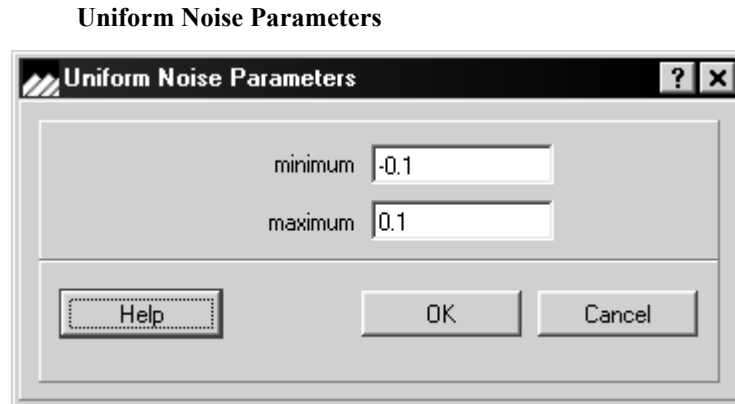 Uniform Noise Parameters
Uniform Noise Parameters ? ×
minimum -0.1
maximum 0.1
Help OK Cancel